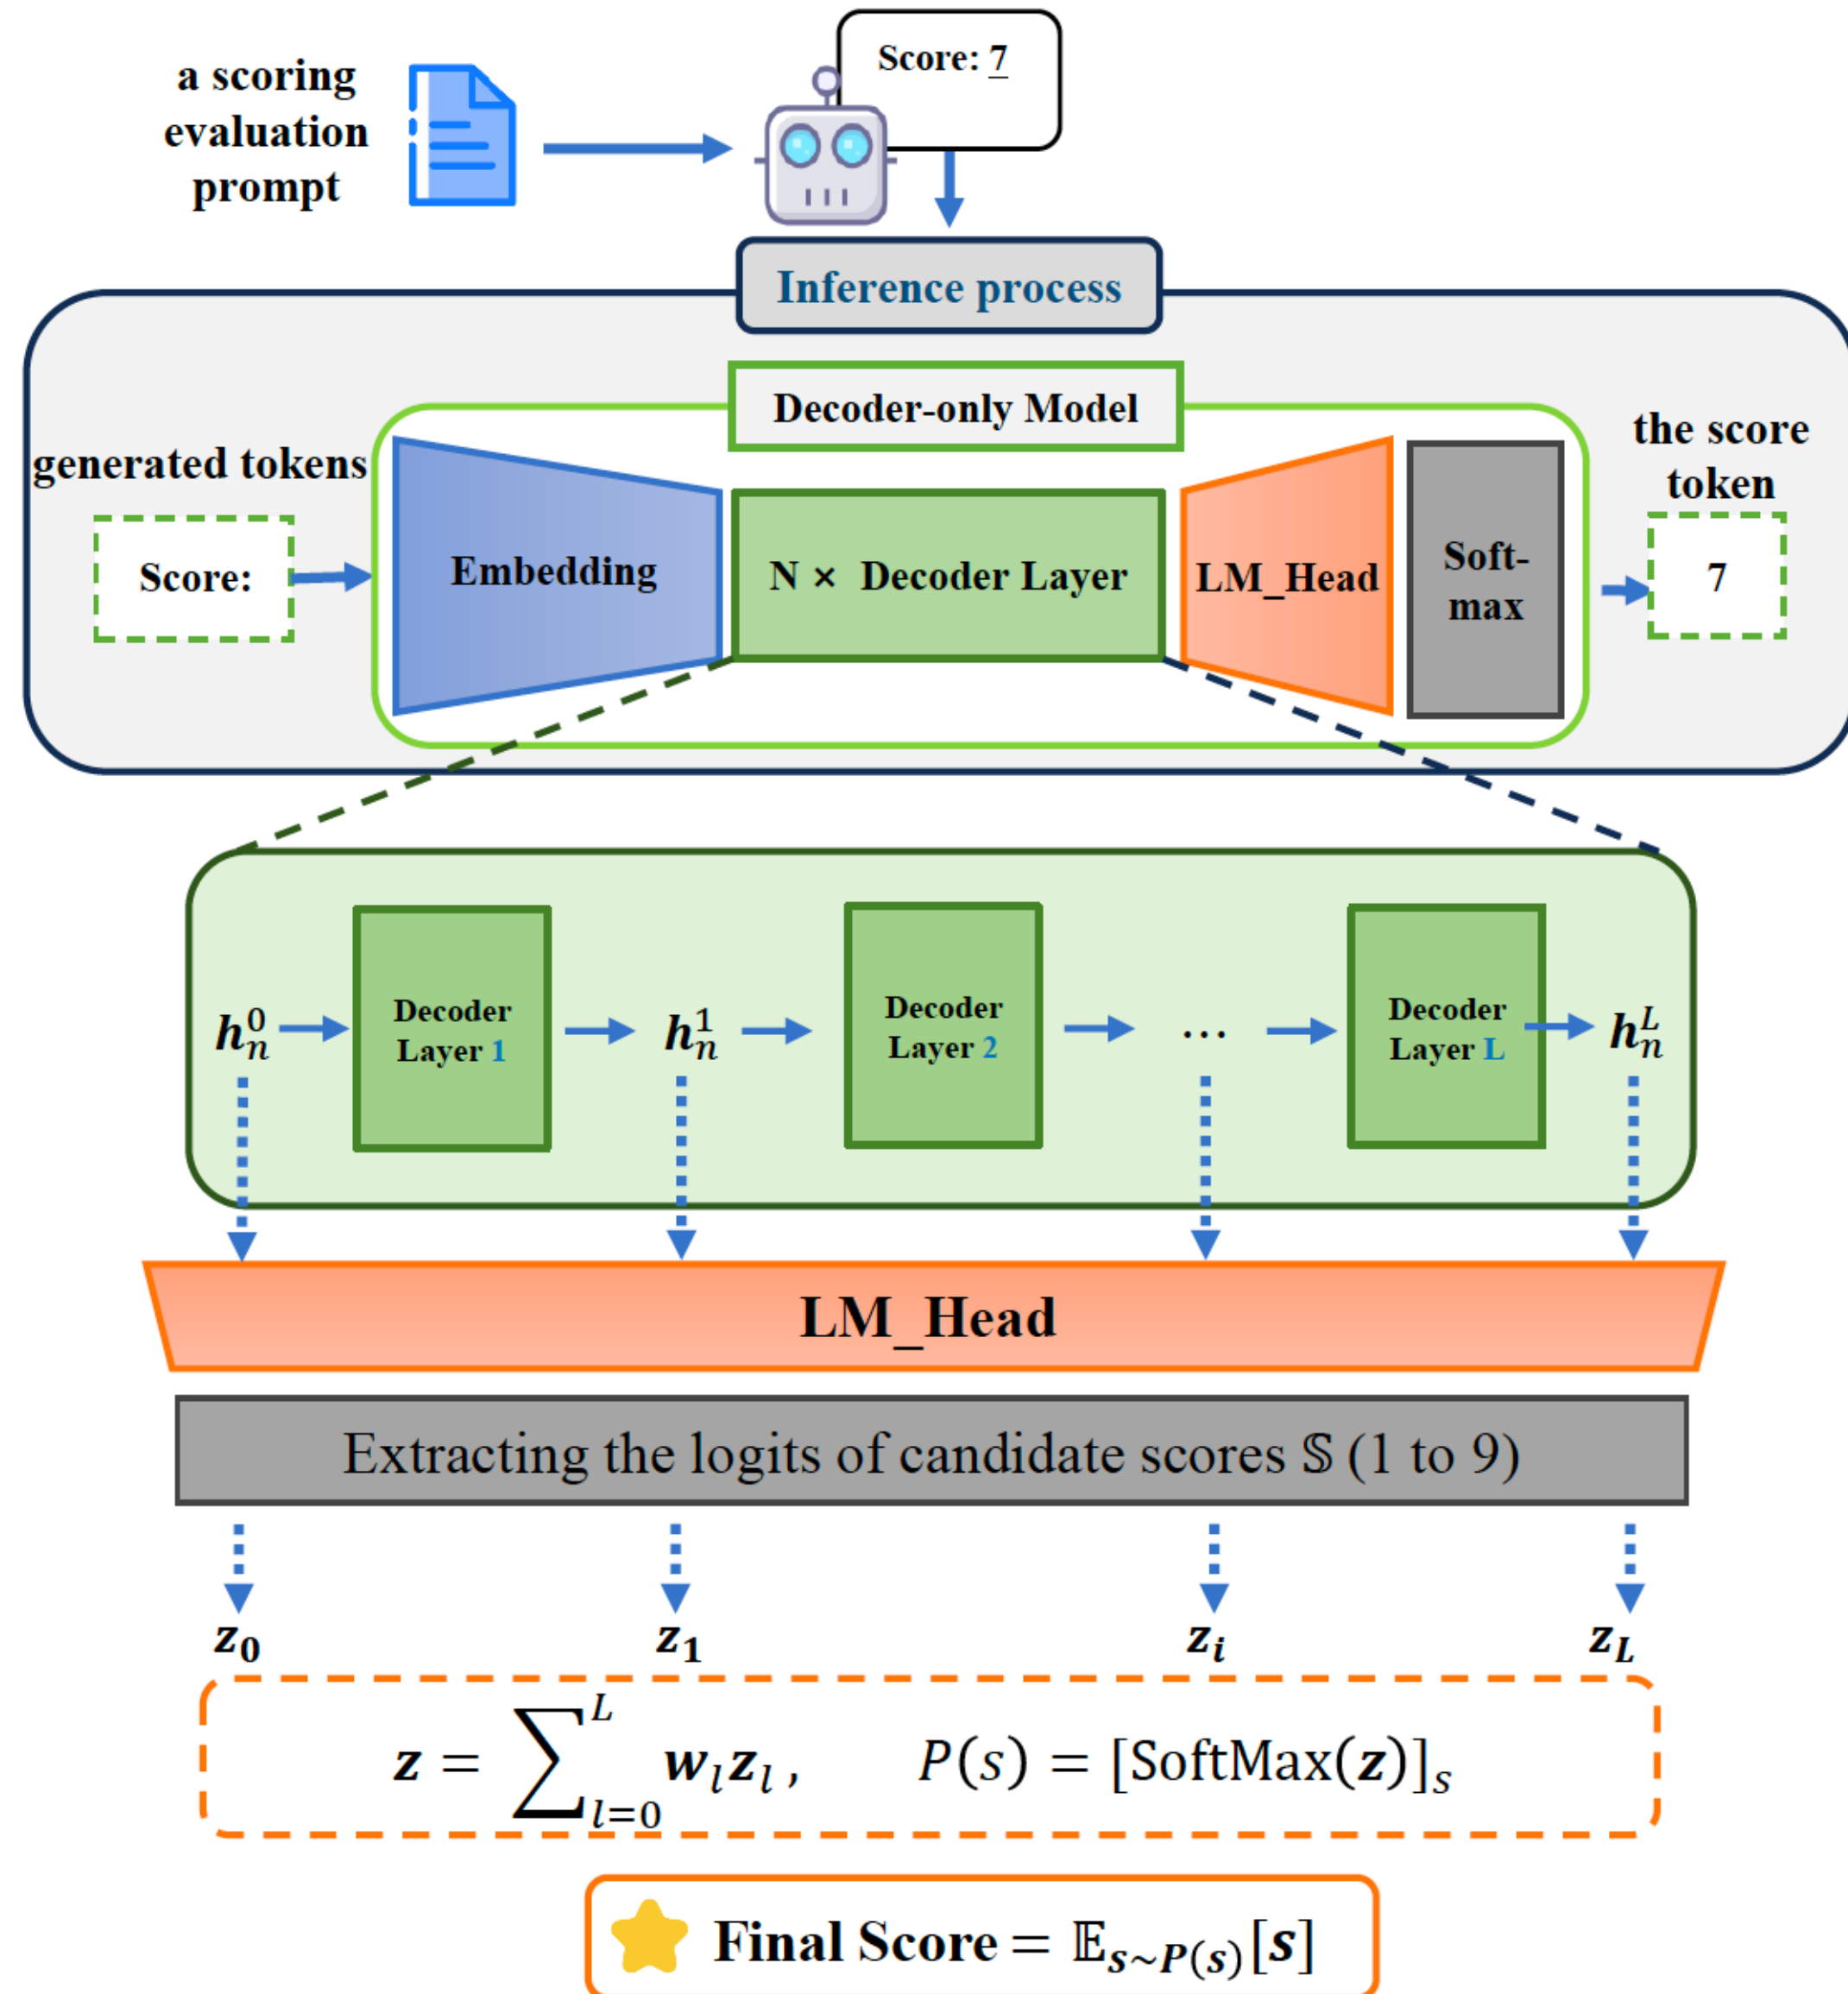 a scoring
evaluation
prompt
Score: 7
Inference process
Decoder-only Model
generated tokens
Score:
Embedding
N × Decoder Layer
LM_Head
Soft-
max
the score
token
7
h_n^0
Decoder
Layer 1
h_n^1
Decoder
Layer 2
...
Decoder
Layer L
h_n^L
LM_Head
Extracting the logits of candidate scores 𝕊 (1 to 9)
z_0 z_1 z_i z_L
z = ∑_{l=0}^{L} w_l z_l, P(s) = [SoftMax(z)]_s
Final Score = 𝔼_{s~P(s)}[s]